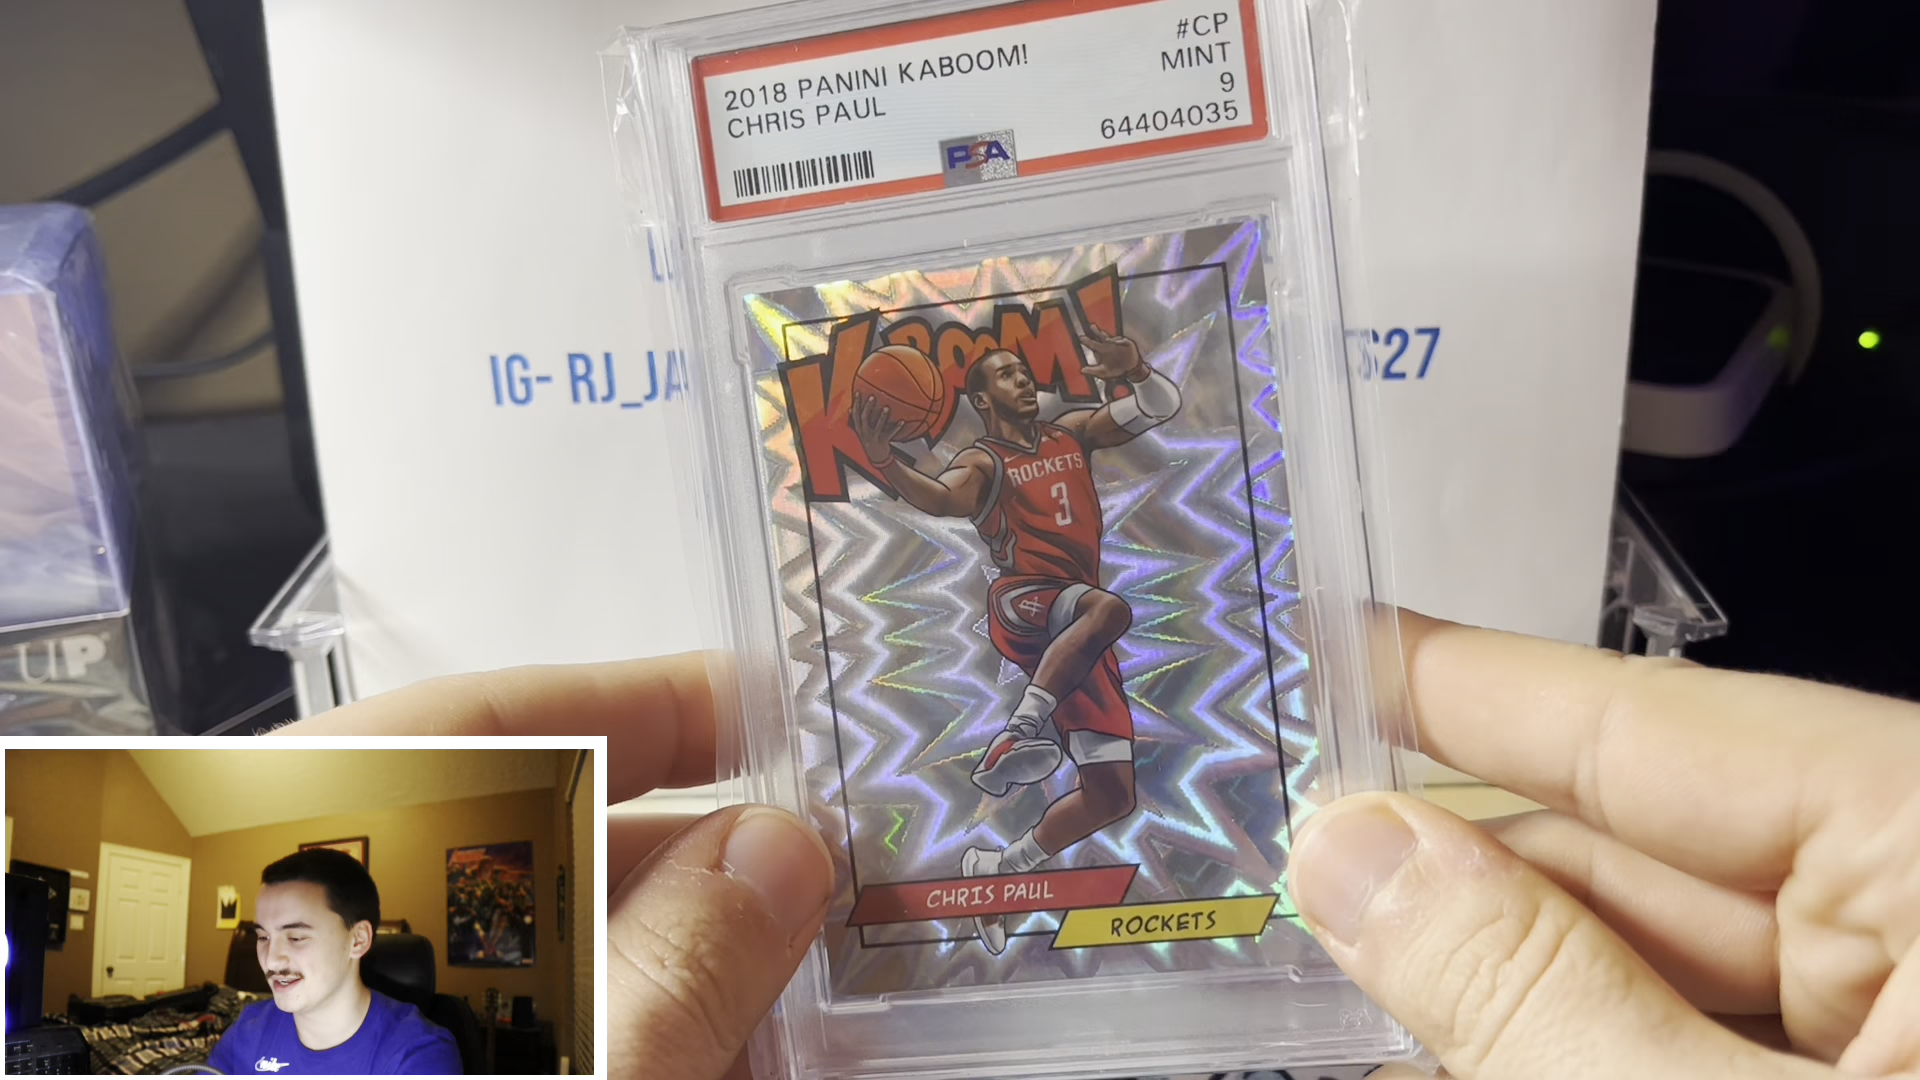 2018 PANINI KABOOM!
CHRIS PAUL
#CP
MINT
9
64404035
PSA
IG- RJ_JA
S27
KABOOM!
ROCKETS
3
UP
CHRIS PAUL
ROCKETS